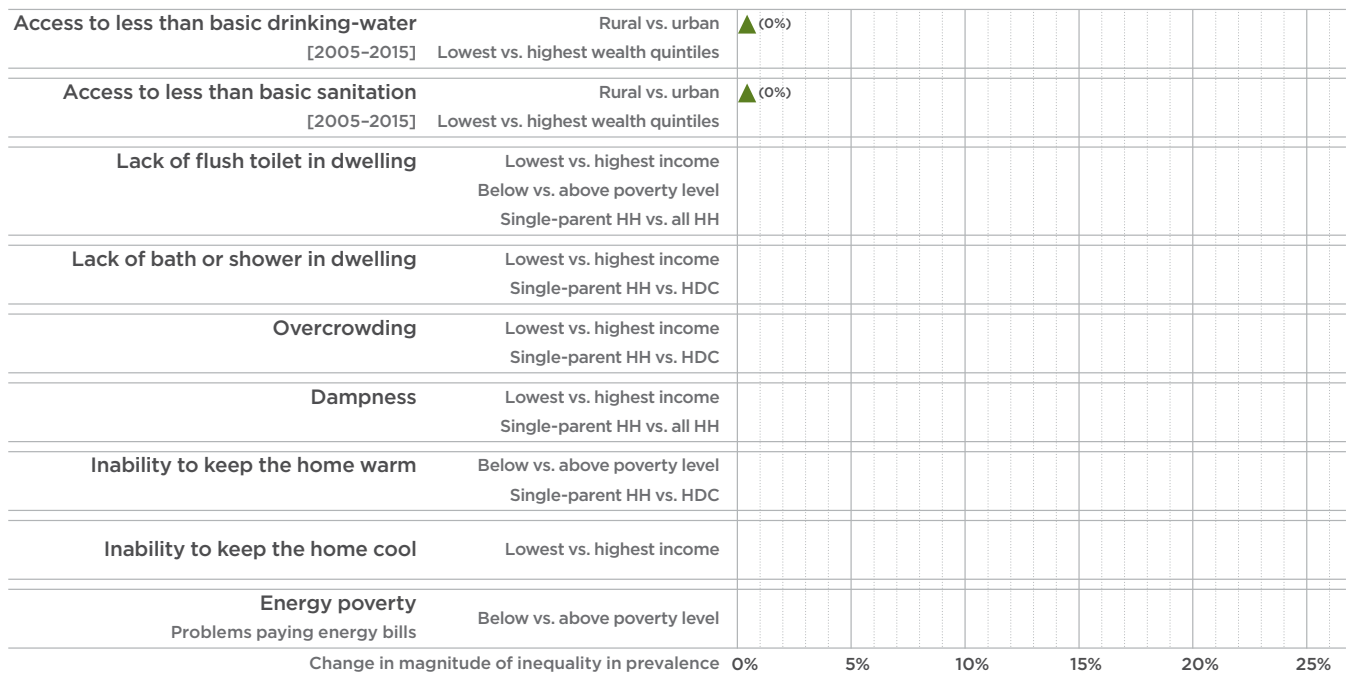 Access to less than basic drinking-water Rural vs. urban (0%)
[2005–2015] Lowest vs. highest wealth quintiles
Access to less than basic sanitation Rural vs. urban (0%)
[2005–2015] Lowest vs. highest wealth quintiles
Lack of flush toilet in dwelling Lowest vs. highest income
Below vs. above poverty level
Single-parent HH vs. all HH
Lack of bath or shower in dwelling Lowest vs. highest income
Single-parent HH vs. HDC
Overcrowding Lowest vs. highest income
Single-parent HH vs. HDC
Dampness Lowest vs. highest income
Single-parent HH vs. all HH
Inability to keep the home warm Below vs. above poverty level
Single-parent HH vs. HDC
Inability to keep the home cool Lowest vs. highest income
Energy poverty
Below vs. above poverty level
Problems paying energy bills
Change in magnitude of inequality in prevalence 0% 5% 10% 15% 20% 25%